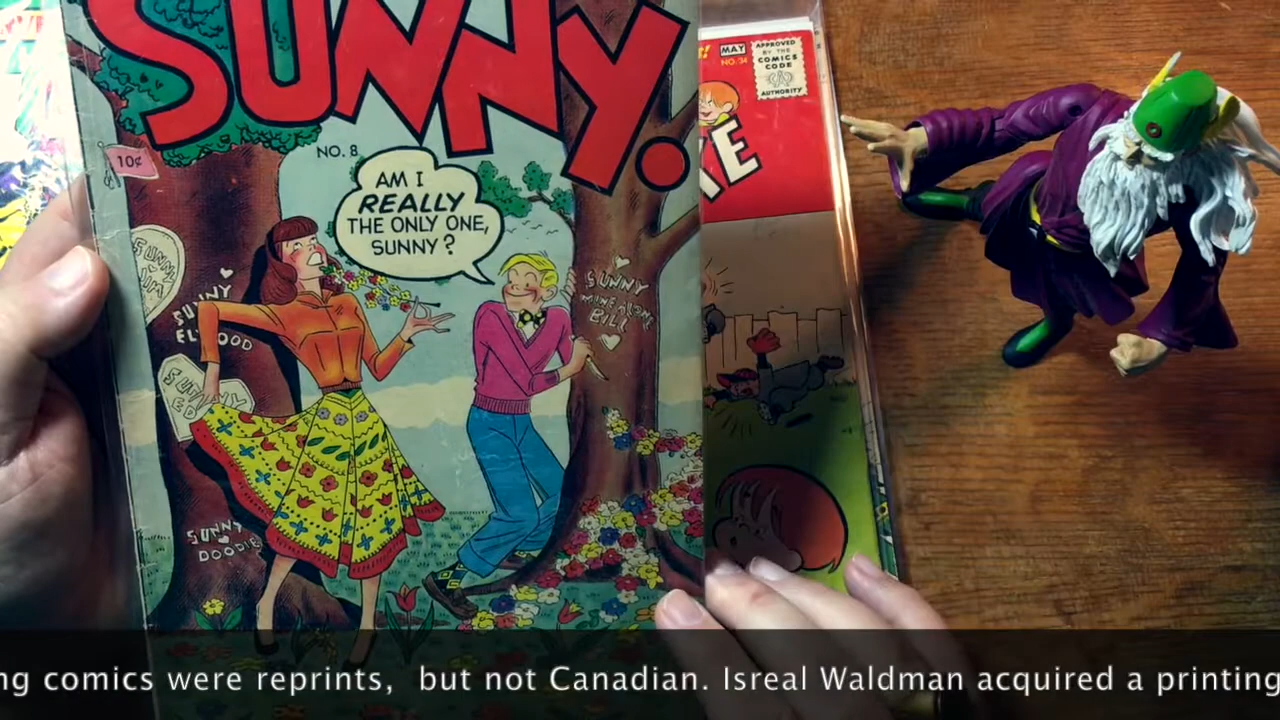 SUNNY.
10¢
NO. 8
AM I
REALLY
THE ONLY ONE,
SUNNY?
SUNNY
JIM
SUNNY
ELWOOD
SUNNY
ED
SUNNY
DOODIE
SUNNY
MINE ALONE
BILL
MAY
NO. 34
APPROVED
BY THE
COMICS
CODE
AUTHORITY
KE
ng comics were reprints, but not Canadian. Isreal Waldman acquired a printing